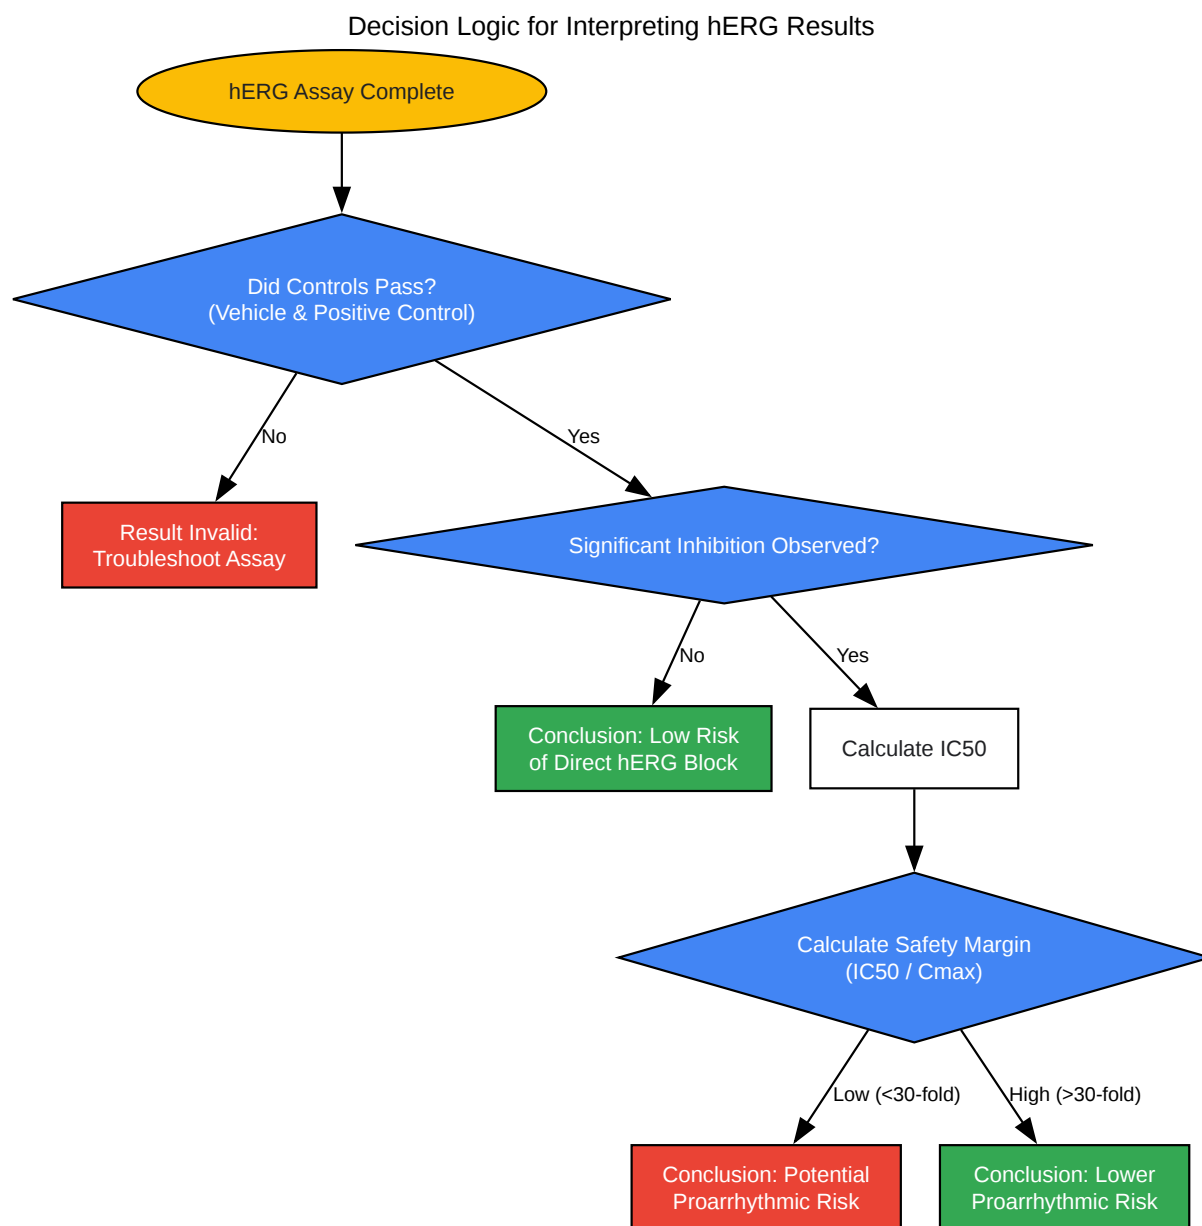 Decision Logic for Interpreting hERG Results
hERG Assay Complete
Did Controls Pass?
(Vehicle & Positive Control)
No
Yes
Result Invalid:
Troubleshoot Assay
Significant Inhibition Observed?
No
Yes
Conclusion: Low Risk
of Direct hERG Block
Calculate IC50
Calculate Safety Margin
(IC50 / Cmax)
Low (<30-fold)
High (>30-fold)
Conclusion: Potential
Proarrhythmic Risk
Conclusion: Lower
Proarrhythmic Risk